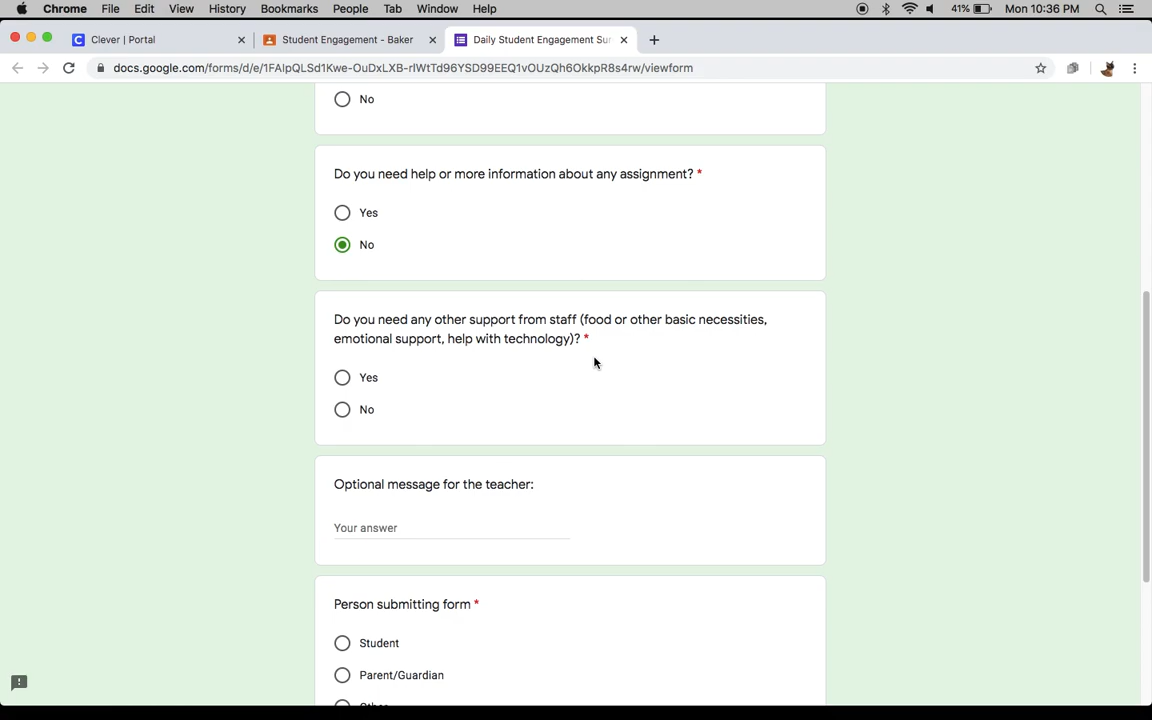 Chrome File Edit View History Bookmarks People Tab Window Help 41% Mon 10:36 PM
Clever | Portal
Student Engagement - Baker
Daily Student Engagement Sur
docs.google.com/forms/d/e/1FAIpQLSd1Kwe-OuDxLXB-rIWtTd96YSD99EEQ1vOUzQh6OkkpR8s4rw/viewform
No
Do you need help or more information about any assignment? *
Yes
No
Do you need any other support from staff (food or other basic necessities,
emotional support, help with technology)? *
Yes
No
Optional message for the teacher:
Your answer
Person submitting form *
Student
Parent/Guardian
Other